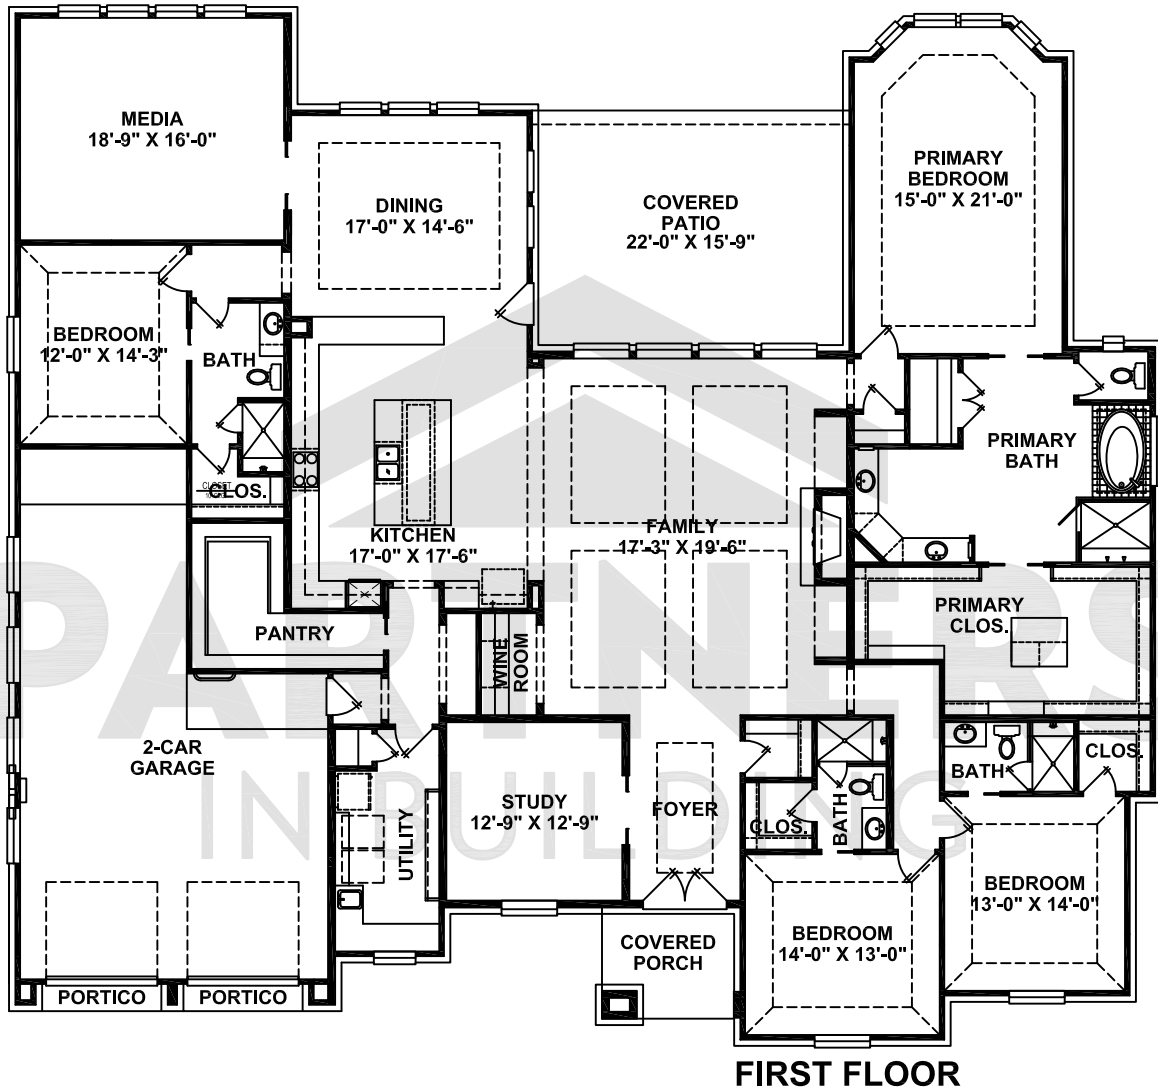 MEDIA
18'-9" X 16'-0"
DINING
17'-0" X 14'-6"
COVERED
PATIO
22'-0" X 15'-9"
PRIMARY
BEDROOM
15'-0" X 21'-0"
BEDROOM
12'-0" X 14'-3"
BATH
CLOSET
CLOS.
KITCHEN
17'-0" X 17'-6"
FAMILY
17'-3" X 19'-6"
PRIMARY
BATH
PRIMARY
CLOS.
PANTRY
WINE
ROOM
2-CAR
GARAGE
UTILITY
STUDY
12'-9" X 12'-9"
FOYER
CLOS.
BATH
BATH
CLOS.
BEDROOM
13'-0" X 14'-0"
BEDROOM
14'-0" X 13'-0"
COVERED
PORCH
PORTICO
PORTICO
PARTNERS
IN BUILDING
FIRST FLOOR